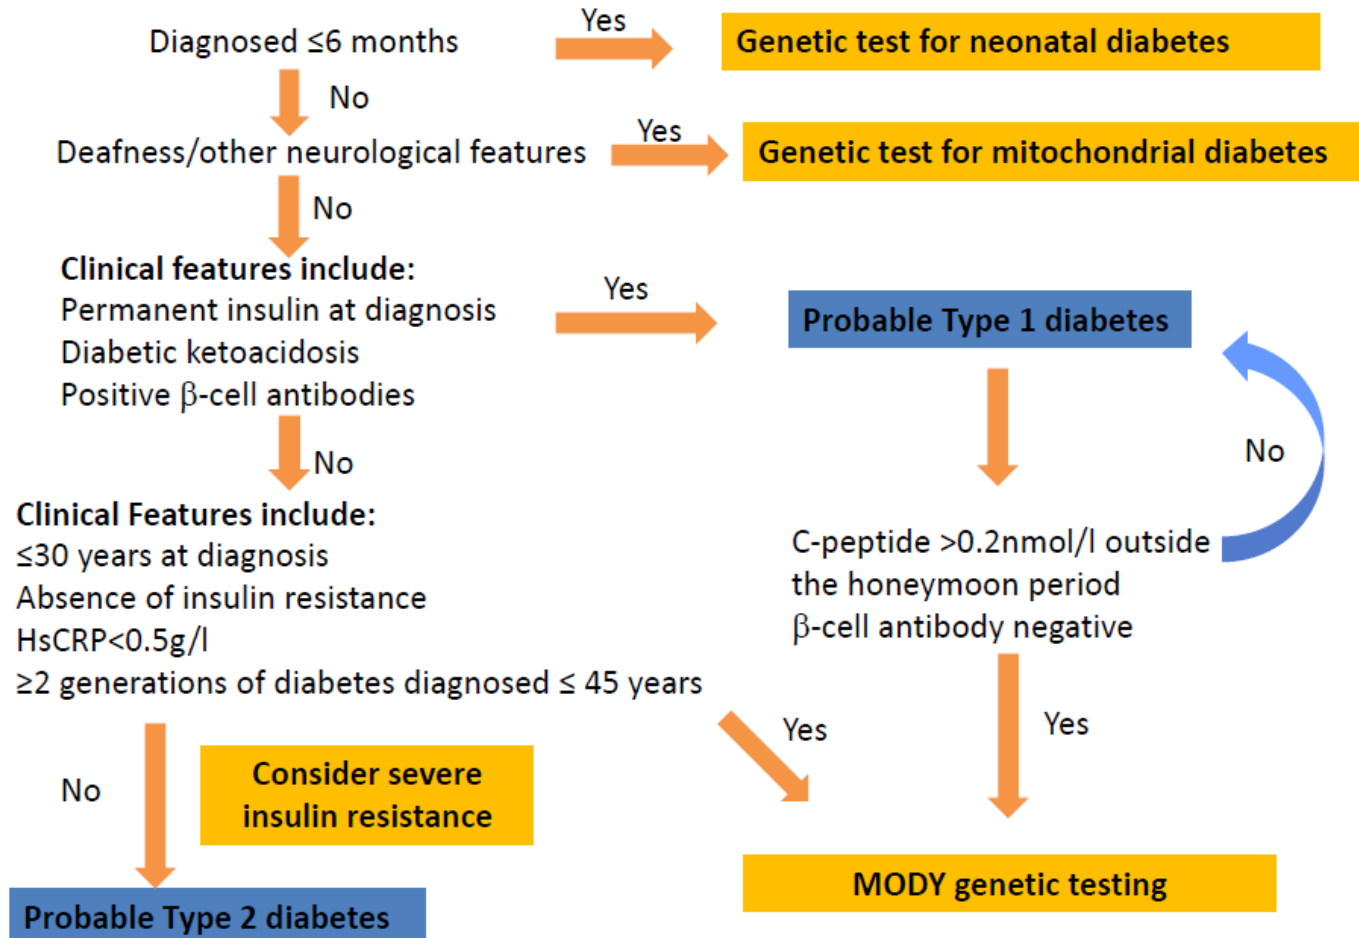 Diagnosed ≤6 months
Yes
Genetic test for neonatal diabetes
No
Deafness/other neurological features
Yes
Genetic test for mitochondrial diabetes
No
Clinical features include:
Permanent insulin at diagnosis
Diabetic ketoacidosis
Positive β-cell antibodies
Yes
Probable Type 1 diabetes
No
No
Clinical Features include:
≤30 years at diagnosis
Absence of insulin resistance
HsCRP<0.5g/l
≥2 generations of diabetes diagnosed ≤ 45 years
C-peptide >0.2nmol/l outside
the honeymoon period
β-cell antibody negative
Yes
Yes
No
Consider severe
insulin resistance
MODY genetic testing
Probable Type 2 diabetes